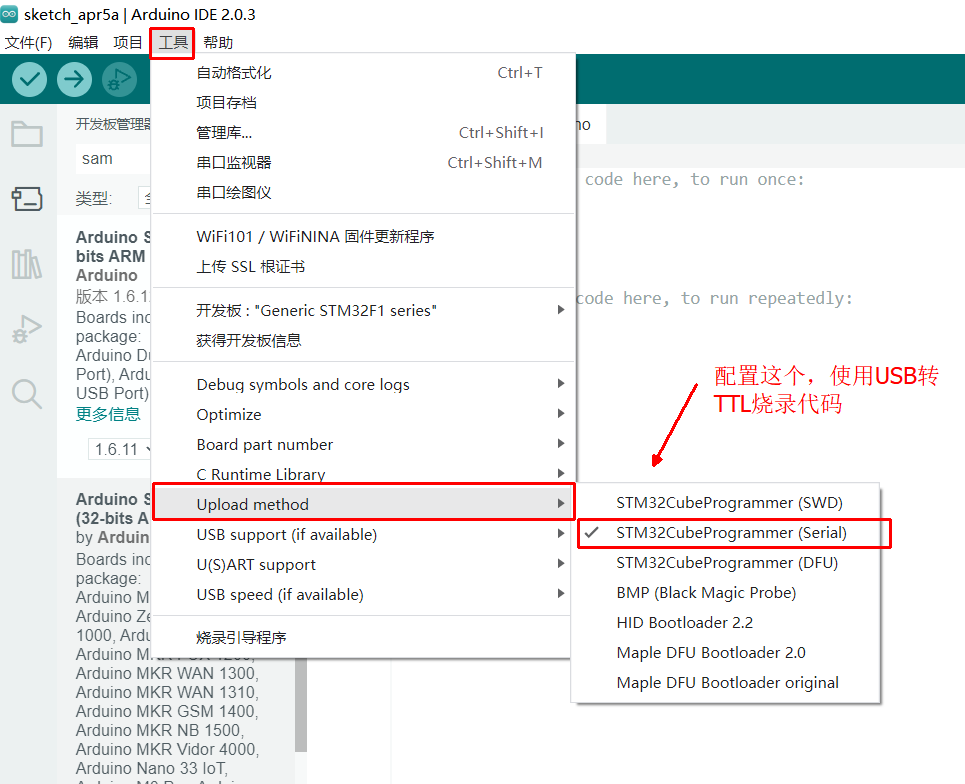 sketch_apr5a | Arduino IDE 2.0.3
文件(F) 编辑 项目 工具 帮助
自动格式化 Ctrl+T
项目存档
管理库... Ctrl+Shift+I
串口监视器 Ctrl+Shift+M
串口绘图仪
WiFi101 / WiFiNINA 固件更新程序
上传 SSL 根证书
开发板 : "Generic STM32F1 series"
获得开发板信息
Debug symbols and core logs
Optimize
Board part number
C Runtime Library
Upload method
USB support (if available)
U(S)ART support
USB speed (if available)
烧录引导程序
STM32CubeProgrammer (SWD)
STM32CubeProgrammer (Serial)
STM32CubeProgrammer (DFU)
BMP (Black Magic Probe)
HID Bootloader 2.2
Maple DFU Bootloader 2.0
Maple DFU Bootloader original
配置这个，使用USB转
TTL烧录代码
code here, to run once:
code here, to run repeatedly:
开发板管理器
sam
类型:
Arduino S
bits ARM
Arduino
版本 1.6.1
Boards inc
package:
Arduino Du
Port), Ardu
USB Port)
更多信息
1.6.11
Arduino S
(32-bits A
by Arduin
Boards inc
package:
Arduino M
Arduino Ze
1000, Ardu
Arduino MKR FOX 1200,
Arduino MKR WAN 1300,
Arduino MKR WAN 1310,
Arduino MKR GSM 1400,
Arduino MKR NB 1500,
Arduino MKR Vidor 4000,
Arduino Nano 33 IoT,